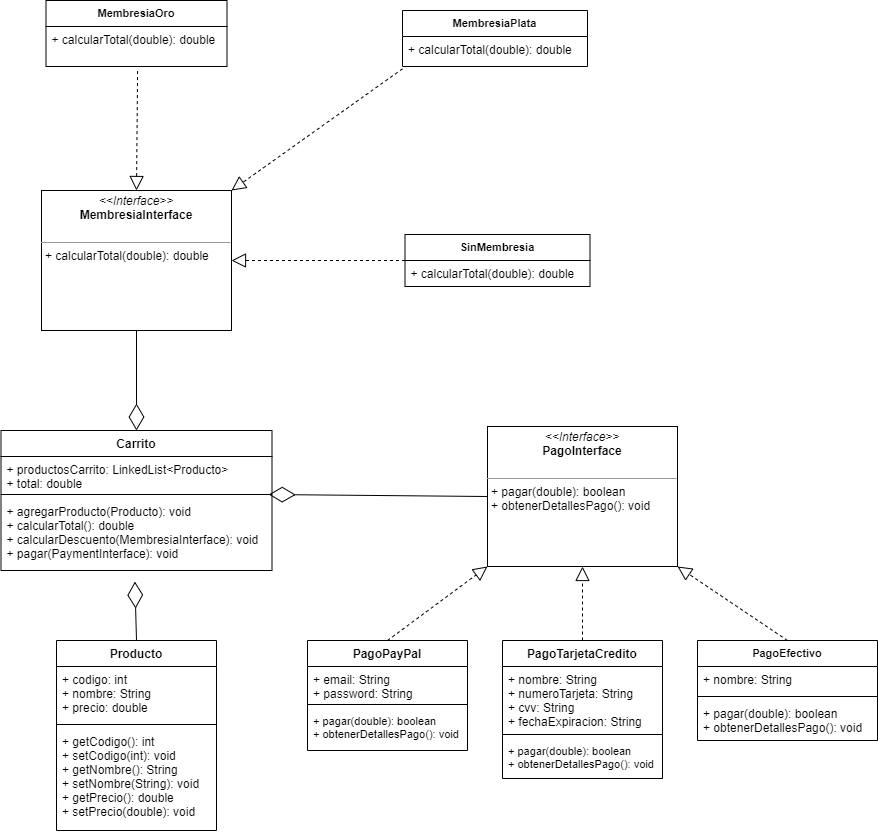 MembresiaOro
+ calcularTotal(double): double
MembresiaPlata
+ calcularTotal(double): double
<<Interface>>
MembresiaInterface
+ calcularTotal(double): double
SinMembresia
+ calcularTotal(double): double
Carrito
+ productosCarrito: LinkedList<Producto>
+ total: double
+ agregarProducto(Producto): void
+ calcularTotal(): double
+ calcularDescuento(MembresiaInterface): void
+ pagar(PaymentInterface): void
<<Interface>>
PagoInterface
+ pagar(double): boolean
+ obtenerDetallesPago(): void
Producto
+ codigo: int
+ nombre: String
+ precio: double
+ getCodigo(): int
+ setCodigo(int): void
+ getNombre(): String
+ setNombre(String): void
+ getPrecio(): double
+ setPrecio(double): void
PagoPayPal
+ email: String
+ password: String
+ pagar(double): boolean
+ obtenerDetallesPago(): void
PagoTarjetaCredito
+ nombre: String
+ numeroTarjeta: String
+ cvv: String
+ fechaExpiracion: String
+ pagar(double): boolean
+ obtenerDetallesPago(): void
PagoEfectivo
+ nombre: String
+ pagar(double): boolean
+ obtenerDetallesPago(): void